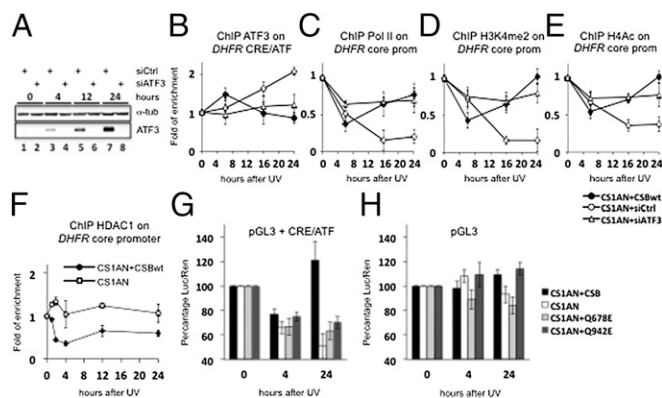 A
siCtrl
siATF3
0 4 12 24 hours
α-tub
ATF3
1 2 3 4 5 6 7 8
B
ChIP ATF3 on
DHFR CRE/ATF
Fold of enrichment
2
1
0
0 4 8 12 16 20 24
hours after UV
C
ChIP Pol II on
DHFR core prom
1
0.5
0
0 4 8 12 16 20 24
hours after UV
D
ChIP H3K4me2 on
DHFR core prom
1
0.5
0
0 4 8 12 16 20 24
hours after UV
E
ChIP H4Ac on
DHFR core prom
1
0.5
0
0 4 8 12 16 20 24
hours after UV
CS1AN+CSBwt
CS1AN+siCtrl
CS1AN+siATF3
F
ChIP HDAC1 on
DHFR core promoter
CS1AN+CSBwt
CS1AN
Fold of enrichment
2
1
0
0 4 8 12 16 20 24
hours after UV
G
pGL3 + CRE/ATF
Percentage Luc/Ren
140
120
100
80
60
40
0 4 24
hours after UV
H
pGL3
Percentage Luc/Ren
140
120
100
80
60
40
0 4 24
hours after UV
CS1AN+CSB
CS1AN
CS1AN+Q678E
CS1AN+Q942E